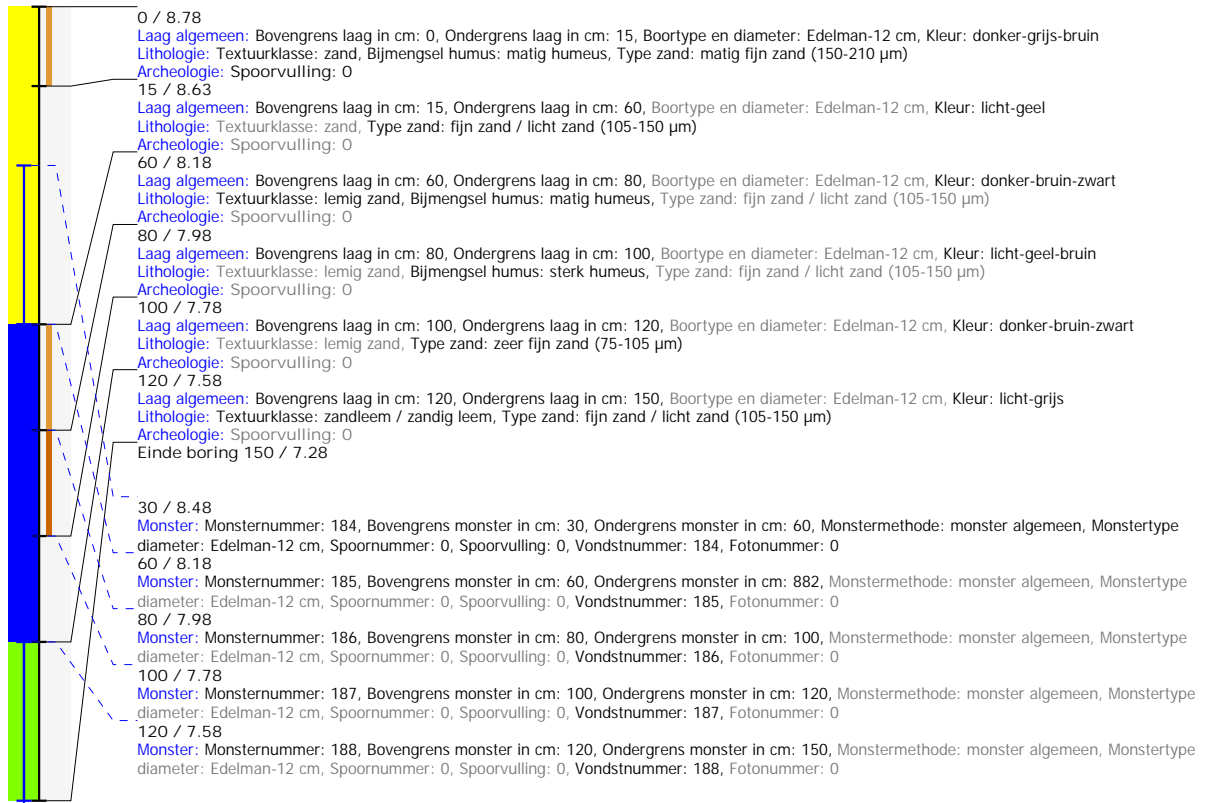 0 / 8.78
Laag algemeen: Bovengrens laag in cm: 0, Ondergrens laag in cm: 15, Boortype en diameter: Edelman-12 cm, Kleur: donker-grijs-bruin
Lithologie: Textuurklasse: zand, Bijmengsel humus: matig humeus, Type zand: matig fijn zand (150-210 µm)
Archeologie: Spoorvulling: 0
15 / 8.63
Laag algemeen: Bovengrens laag in cm: 15, Ondergrens laag in cm: 60, Boortype en diameter: Edelman-12 cm, Kleur: licht-geel
Lithologie: Textuurklasse: zand, Type zand: fijn zand / licht zand (105-150 µm)
Archeologie: Spoorvulling: 0
60 / 8.18
Laag algemeen: Bovengrens laag in cm: 60, Ondergrens laag in cm: 80, Boortype en diameter: Edelman-12 cm, Kleur: donker-bruin-zwart
Lithologie: Textuurklasse: lemig zand, Bijmengsel humus: matig humeus, Type zand: fijn zand / licht zand (105-150 µm)
Archeologie: Spoorvulling: 0
80 / 7.98
Laag algemeen: Bovengrens laag in cm: 80, Ondergrens laag in cm: 100, Boortype en diameter: Edelman-12 cm, Kleur: licht-geel-bruin
Lithologie: Textuurklasse: lemig zand, Bijmengsel humus: sterk humeus, Type zand: fijn zand / licht zand (105-150 µm)
Archeologie: Spoorvulling: 0
100 / 7.78
Laag algemeen: Bovengrens laag in cm: 100, Ondergrens laag in cm: 120, Boortype en diameter: Edelman-12 cm, Kleur: donker-bruin-zwart
Lithologie: Textuurklasse: lemig zand, Type zand: zeer fijn zand (75-105 µm)
Archeologie: Spoorvulling: 0
120 / 7.58
Laag algemeen: Bovengrens laag in cm: 120, Ondergrens laag in cm: 150, Boortype en diameter: Edelman-12 cm, Kleur: licht-grijs
Lithologie: Textuurklasse: zandleem / zandig leem, Type zand: fijn zand / licht zand (105-150 µm)
Archeologie: Spoorvulling: 0
Einde boring 150 / 7.28
30 / 8.48
Monster: Monsternummer: 184, Bovengrens monster in cm: 30, Ondergrens monster in cm: 60, Monstermethode: monster algemeen, Monstertype
diameter: Edelman-12 cm, Spoornummer: 0, Spoorvulling: 0, Vondstnummer: 184, Fotonummer: 0
60 / 8.18
Monster: Monsternummer: 185, Bovengrens monster in cm: 60, Ondergrens monster in cm: 882, Monstermethode: monster algemeen, Monstertype
diameter: Edelman-12 cm, Spoornummer: 0, Spoorvulling: 0, Vondstnummer: 185, Fotonummer: 0
80 / 7.98
Monster: Monsternummer: 186, Bovengrens monster in cm: 80, Ondergrens monster in cm: 100, Monstermethode: monster algemeen, Monstertype
diameter: Edelman-12 cm, Spoornummer: 0, Spoorvulling: 0, Vondstnummer: 186, Fotonummer: 0
100 / 7.78
Monster: Monsternummer: 187, Bovengrens monster in cm: 100, Ondergrens monster in cm: 120, Monstermethode: monster algemeen, Monstertype
diameter: Edelman-12 cm, Spoornummer: 0, Spoorvulling: 0, Vondstnummer: 187, Fotonummer: 0
120 / 7.58
Monster: Monsternummer: 188, Bovengrens monster in cm: 120, Ondergrens monster in cm: 150, Monstermethode: monster algemeen, Monstertype
diameter: Edelman-12 cm, Spoornummer: 0, Spoorvulling: 0, Vondstnummer: 188, Fotonummer: 0